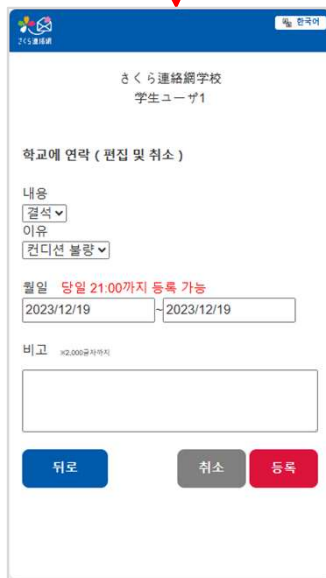 さくら連絡網
한국어
さくら連絡網学校
学生ユーザ1
학교에 연락 ( 편집 및 취소 )
내용
결석
이유
컨디션 불량
월일 당일 21:00까지 등록 가능
2023/12/19 ~ 2023/12/19
비고 ※2,000글자까지
뒤로 취소 등록